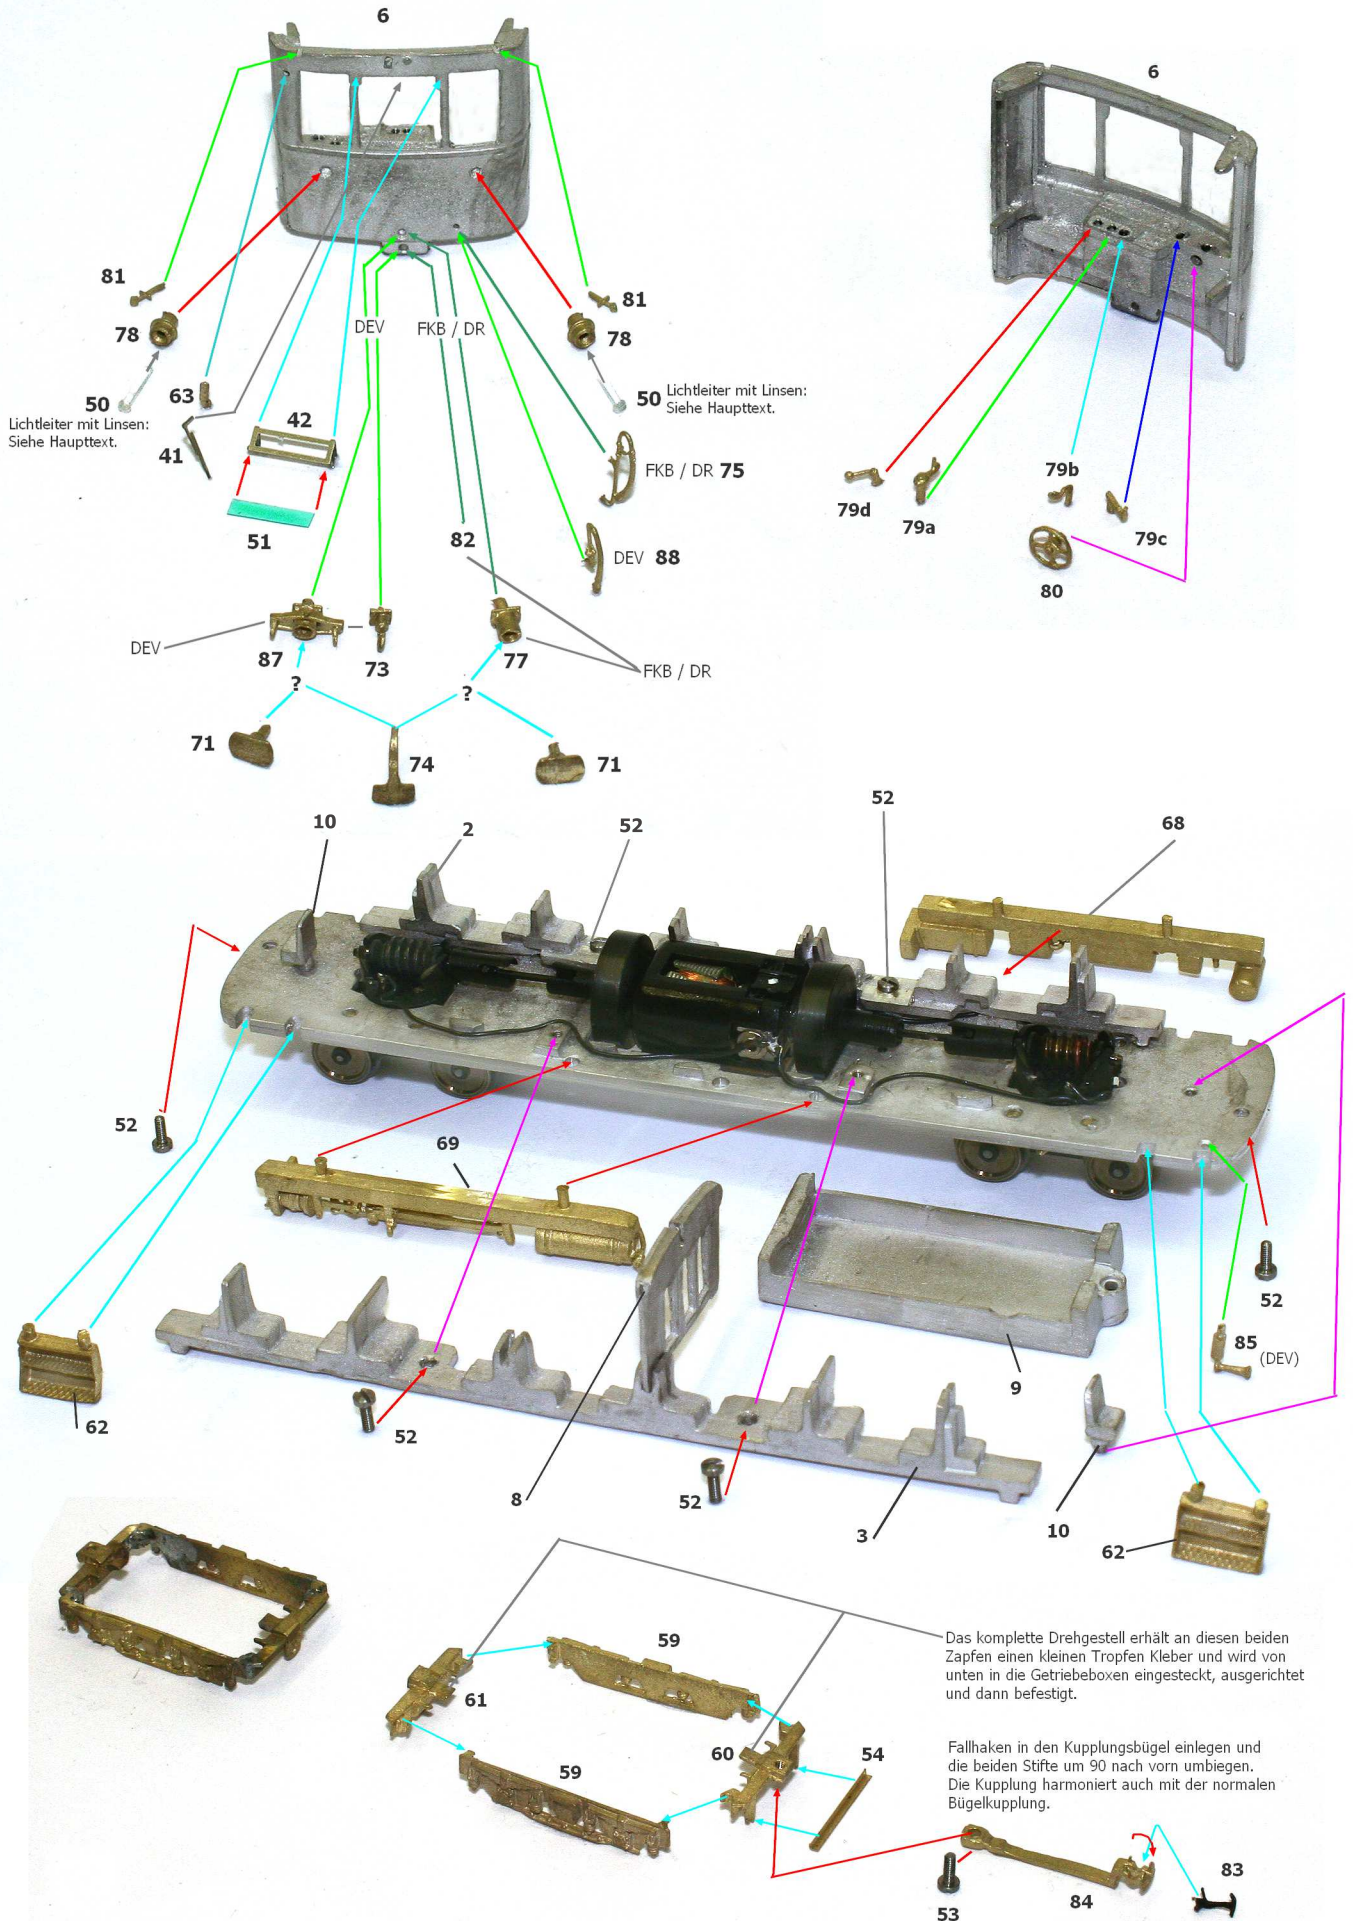 6
6
81
81
78
78
DEV
FKB / DR
50
Lichtleiter mit Linsen:
Siehe Haupttext.
63
50
Lichtleiter mit Linsen:
Siehe Haupttext.
42
41
FKB / DR 75
51
82
DEV 88
79d
79a
79b
79c
80
DEV
87
73
77
FKB / DR
?
?
71
74
71
10
2
52
52
68
52
69
52
85
(DEV)
9
62
52
52
8
3
10
62
Das komplette Drehgestell erhält an diesen beiden
Zapfen einen kleinen Tropfen Kleber und wird von
unten in die Getriebeboxen eingesteckt, ausgerichtet
und dann befestigt.
59
61
60
54
59
Fallhaken in den Kupplungsbügel einlegen und
die beiden Stifte um 90 nach vorn umbiegen.
Die Kupplung harmoniert auch mit der normalen
Bügelkupplung.
83
84
53